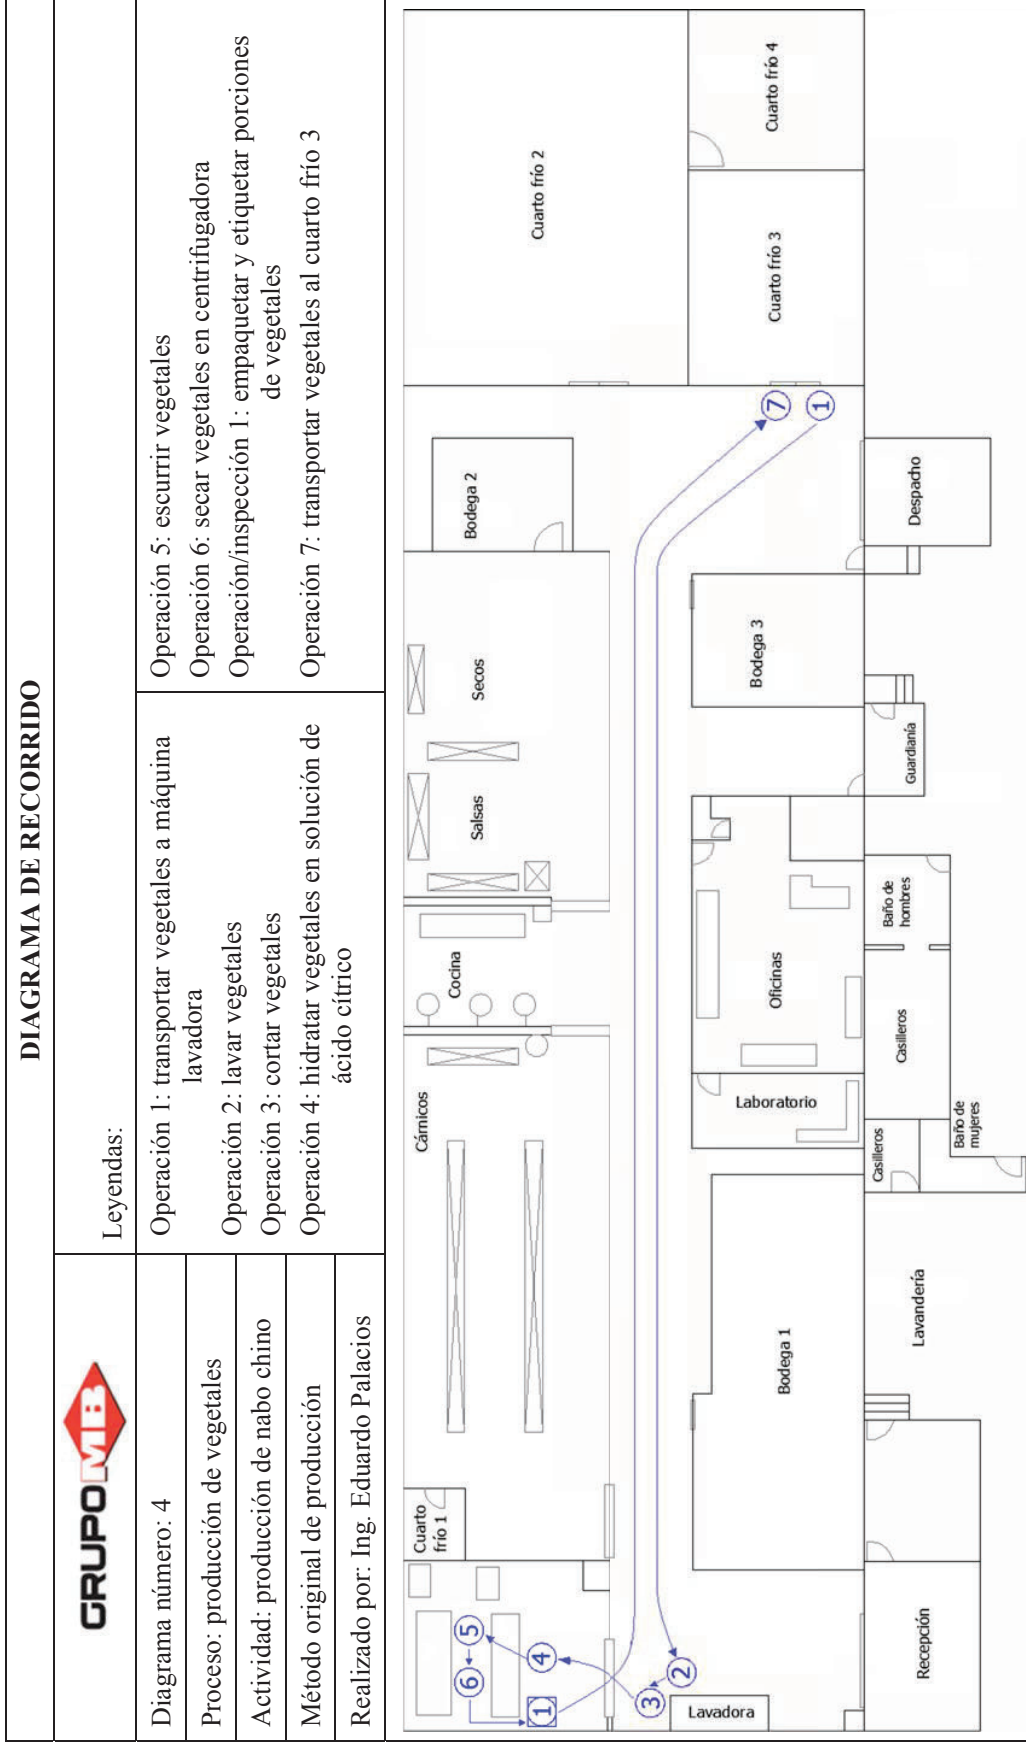 DIAGRAMA DE RECORRIDO
GRUPO MB
Leyendas:
Diagrama número: 4
Proceso: producción de vegetales
Actividad: producción de nabo chino
Método original de producción
Realizado por: Ing. Eduardo Palacios
Operación 1: transportar vegetales a máquina
lavadora
Operación 2: lavar vegetales
Operación 3: cortar vegetales
Operación 4: hidratar vegetales en solución de
ácido cítrico
Operación 5: escurrir vegetales
Operación 6: secar vegetales en centrifugadora
Operación/inspección 1: empaquetar y etiquetar porciones
de vegetales
Operación 7: transportar vegetales al cuarto frío 3
Cuarto
frío 1
Cárnicos
Cocina
Salsas
Secos
Bodega 2
Cuarto frío 2
6
5
1
4
3
2
7
1
Lavadora
Bodega 1
Laboratorio
Oficinas
Bodega 3
Cuarto frío 3
Cuarto frío 4
Recepción
Lavandería
Casilleros
Baño de
mujeres
Casilleros
Baño de
hombres
Guardianía
Despacho